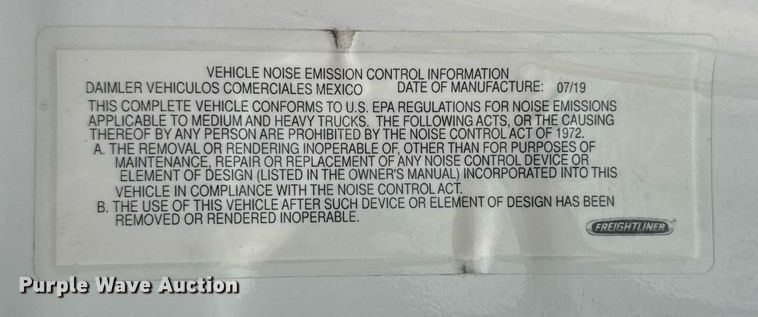 VEHICLE NOISE EMISSION CONTROL INFORMATION
DAIMLER VEHICULOS COMERCIALES MEXICO DATE OF MANUFACTURE: 07/19
THIS COMPLETE VEHICLE CONFORMS TO U.S. EPA REGULATIONS FOR NOISE EMISSIONS
APPLICABLE TO MEDIUM AND HEAVY TRUCKS. THE FOLLOWING ACTS, OR THE CAUSING
THEREOF BY ANY PERSON ARE PROHIBITED BY THE NOISE CONTROL ACT OF 1972.
A. THE REMOVAL OR RENDERING INOPERABLE OF, OTHER THAN FOR PURPOSES OF
MAINTENANCE, REPAIR OR REPLACEMENT OF ANY NOISE CONTROL DEVICE OR
ELEMENT OF DESIGN (LISTED IN THE OWNER'S MANUAL) INCORPORATED INTO THIS
VEHICLE IN COMPLIANCE WITH THE NOISE CONTROL ACT.
B. THE USE OF THIS VEHICLE AFTER SUCH DEVICE OR ELEMENT OF DESIGN HAS BEEN
REMOVED OR RENDERED INOPERABLE.
FREIGHTLINER
Purple Wave Auction